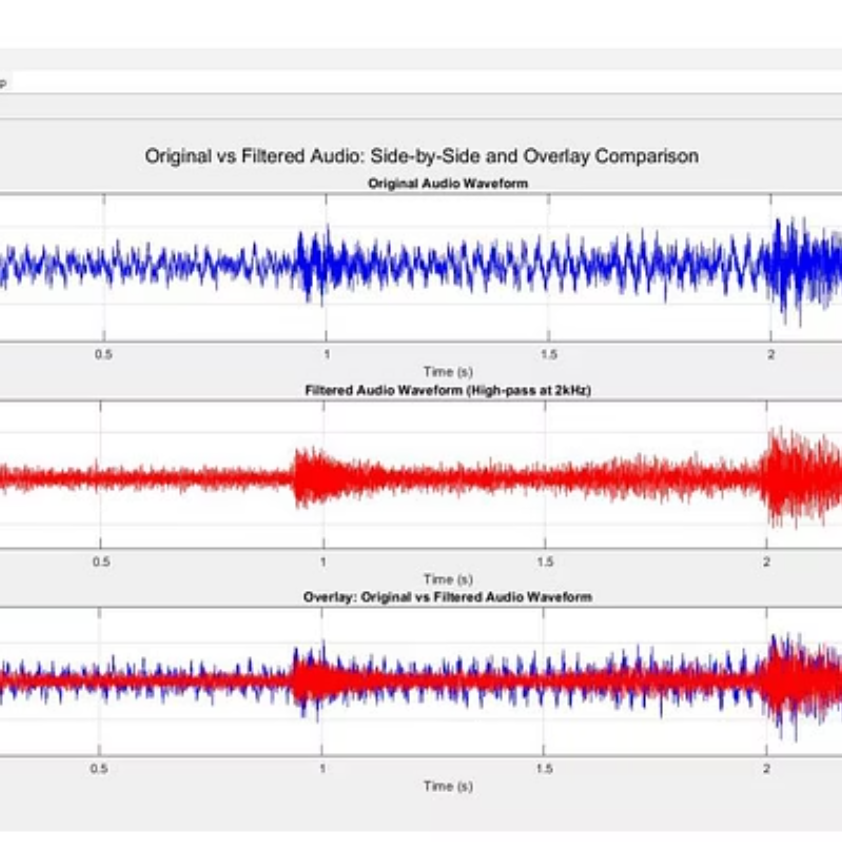 Original vs Filtered Audio: Side-by-Side and Overlay Comparison
Original Audio Waveform
0.5 1 1.5 2
Time (s)
Filtered Audio Waveform (High-pass at 2kHz)
0.5 1 1.5 2
Time (s)
Overlay: Original vs Filtered Audio Waveform
0.5 1 1.5 2
Time (s)